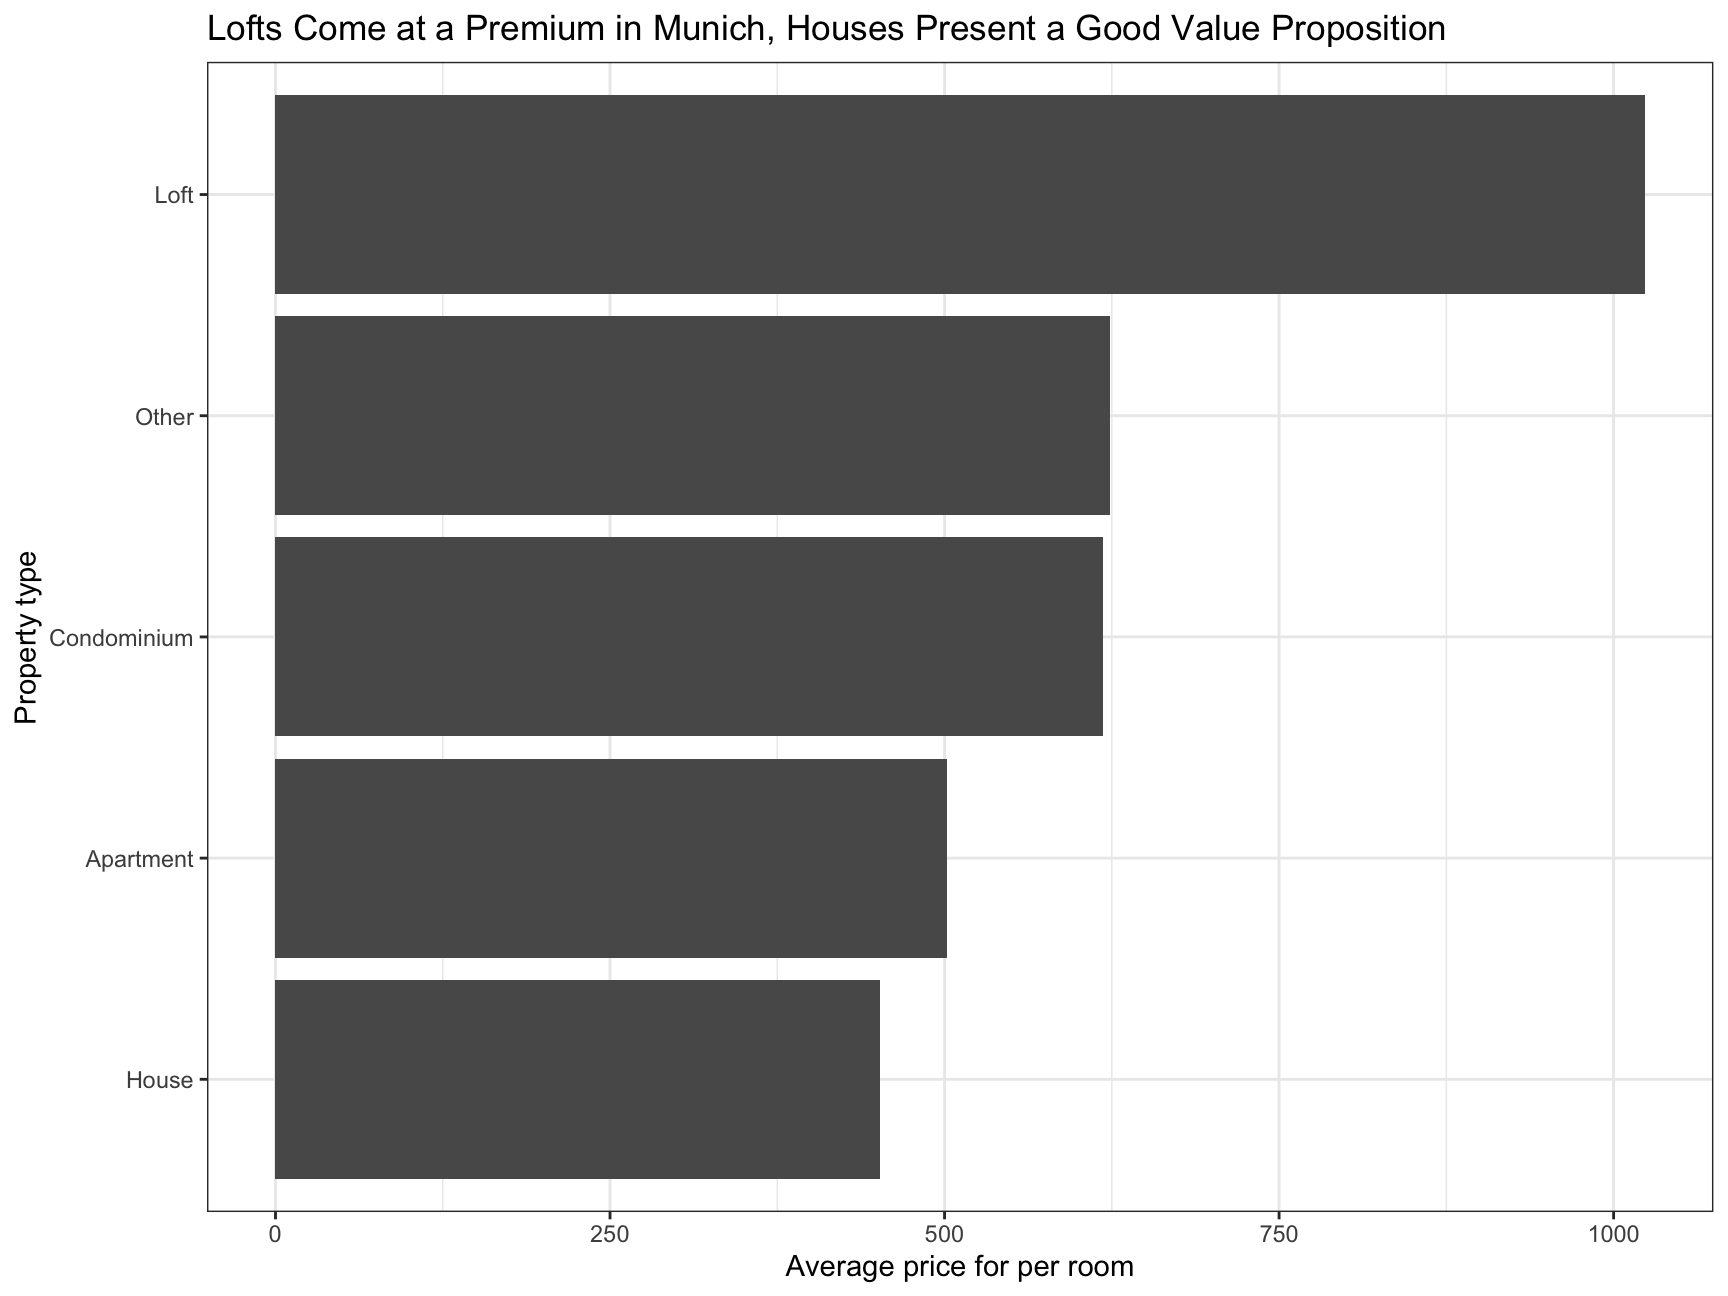 Lofts Come at a Premium in Munich, Houses Present a Good Value Proposition
Property type
Loft
Other
Condominium
Apartment
House
0 250 500 750 1000
Average price for per room